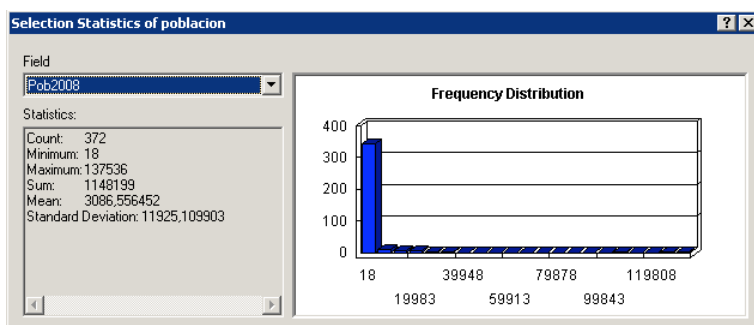 Selection Statistics of poblacion
Field
Pob2008
Statistics:
Count: 372
Minimum: 18
Maximum: 137536
Sum: 1148199
Mean: 3086,556452
Standard Deviation: 11925,109903
Frequency Distribution
400
300
200
100
0
18 39948 79878 119808
19983 59913 99843